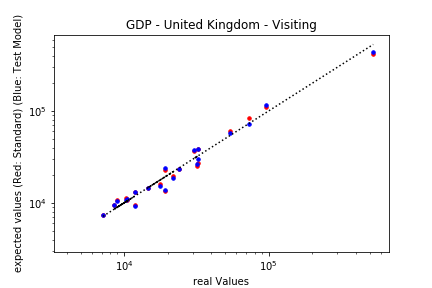 GDP - United Kingdom - Visiting
expected values (Red: Standard) (Blue: Test Model)
10⁵
10⁴
10⁴ 10⁵
real Values